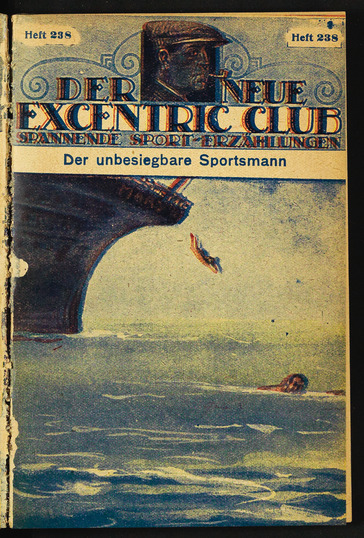 Heft 238
Heft 238
DER NEUE
EXCENTRIC CLUB
SPANNENDE SPORT-ERZÄHLUNGEN
Der unbesiegbare Sportsmann